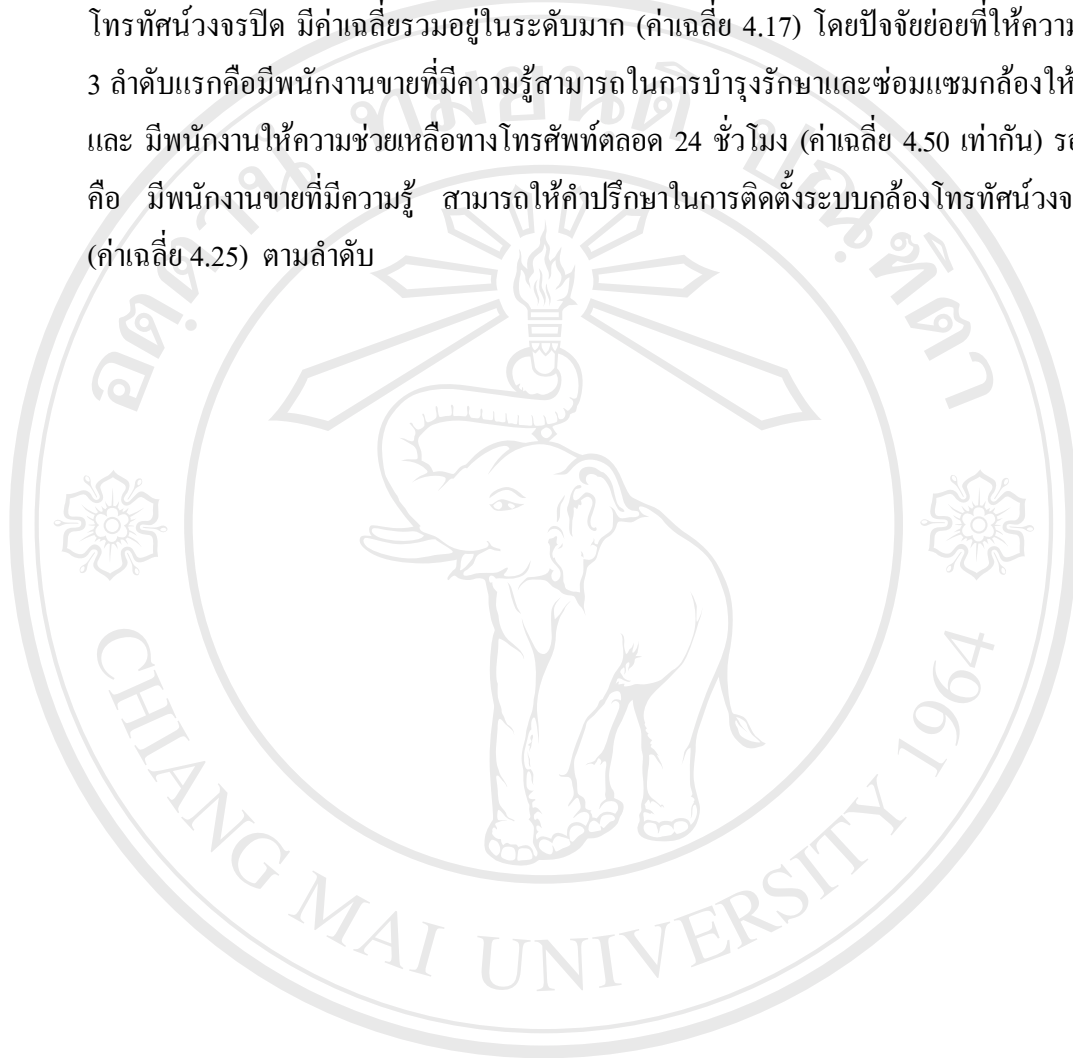 โทรทัศน์วงจรปิด มีค่าเฉลี่ยรวมอยู่ในระดับมาก (ค่าเฉลี่ย 4.17) โดยปัจจัยย่อยที่ให้ความ
3 ลำดับแรกคือมีพนักงานขายที่มีความรู้สามารถในการบำรุงรักษาและซ่อมแซมกล้องให้
และ มีพนักงานให้ความช่วยเหลือทางโทรศัพท์ตลอด 24 ชั่วโมง (ค่าเฉลี่ย 4.50 เท่ากัน)
คือ มีพนักงานขายที่มีความรู้ สามารถให้คำปรึกษาในการติดตั้งระบบกล้องโทรทัศน์วงจ
(ค่าเฉลี่ย 4.25) ตามลำดับ
CHIANG MAI UNIVERSITY 1964